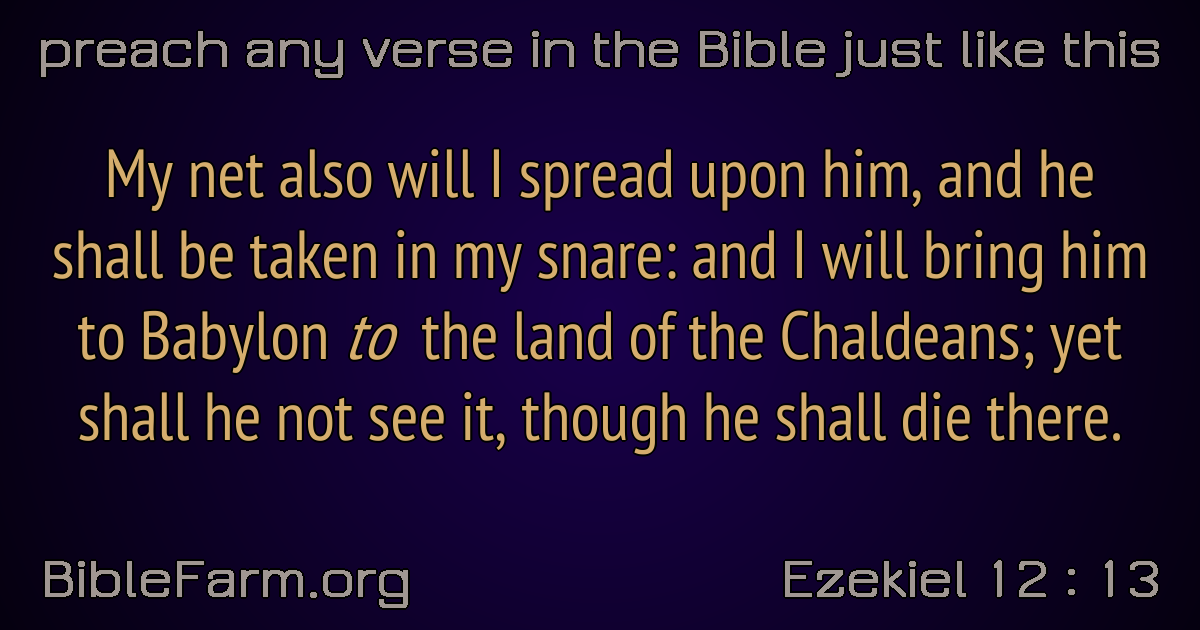 preach any verse in the Bible just like this
My net also will I spread upon him, and he
shall be taken in my snare: and I will bring him
to Babylon to the land of the Chaldeans; yet
shall he not see it, though he shall die there.
BibleFarm.org
Ezekiel 12 : 13